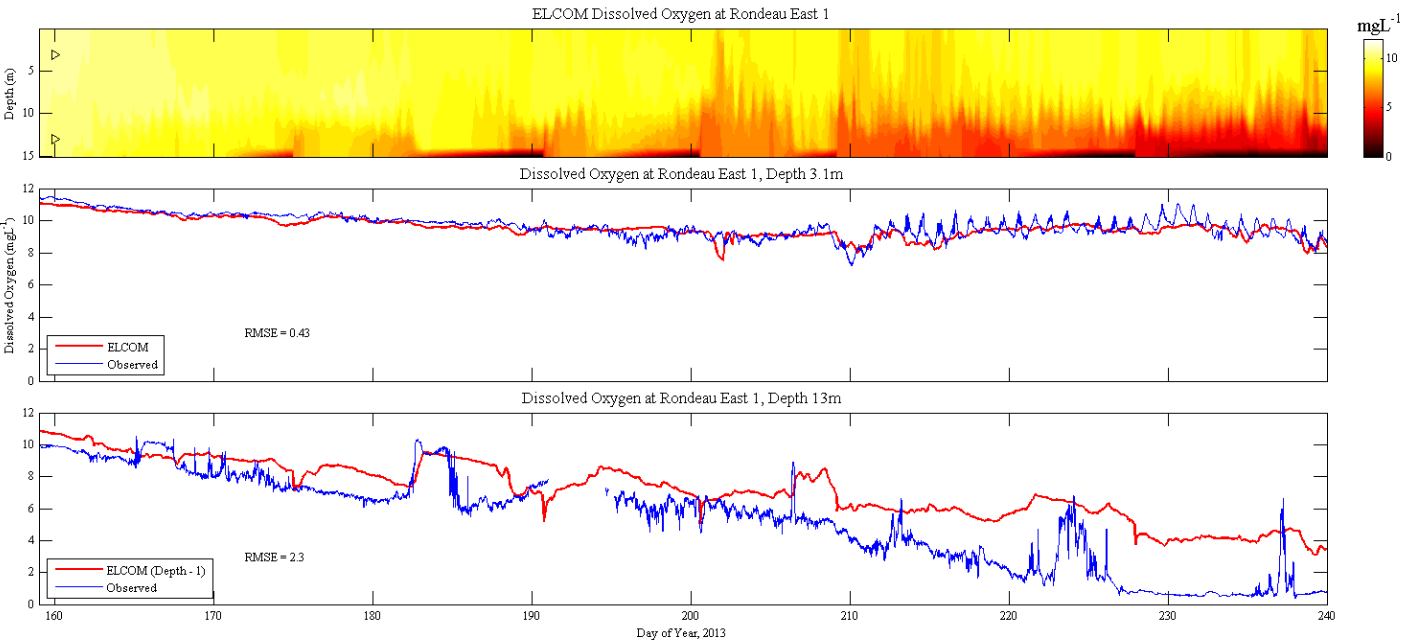 ELCOM Dissolved Oxygen at Rondeau East 1
mgL-1
Depth (m)
5
10
15
10
5
0
Dissolved Oxygen at Rondeau East 1, Depth 3.1m
Dissolved Oxygen (mgL-1)
12
10
8
6
4
2
0
RMSE = 0.43
ELCOM
Observed
Dissolved Oxygen at Rondeau East 1, Depth 13m
12
10
8
6
4
2
0
RMSE = 2.3
ELCOM (Depth - 1)
Observed
160 170 180 190 200 210 220 230 240
Day of Year, 2013